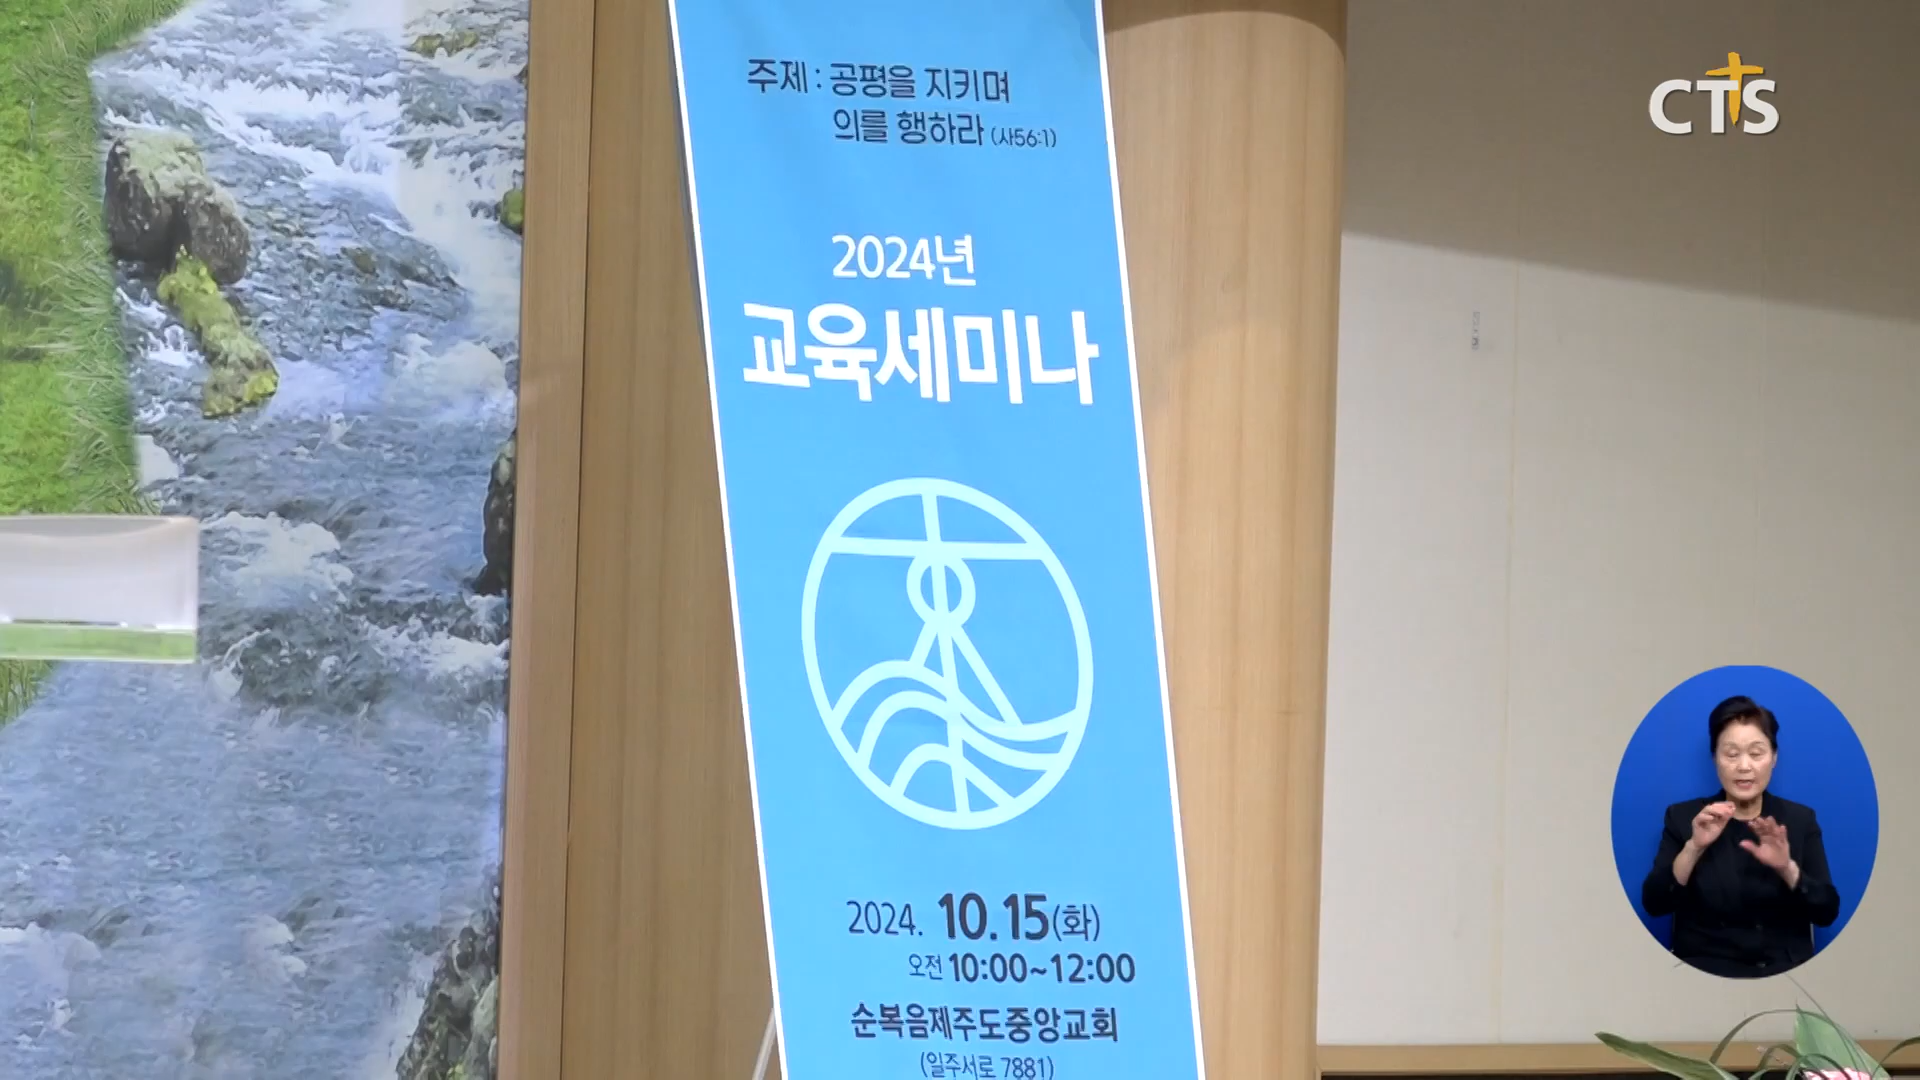 주제 : 공평을 지키며
의를 행하라 (사56:1)
2024년
교육세미나
2024. 10.15(화)
오전 10:00~12:00
순복음제주도중앙교회
(일주서로 7881)
CTS